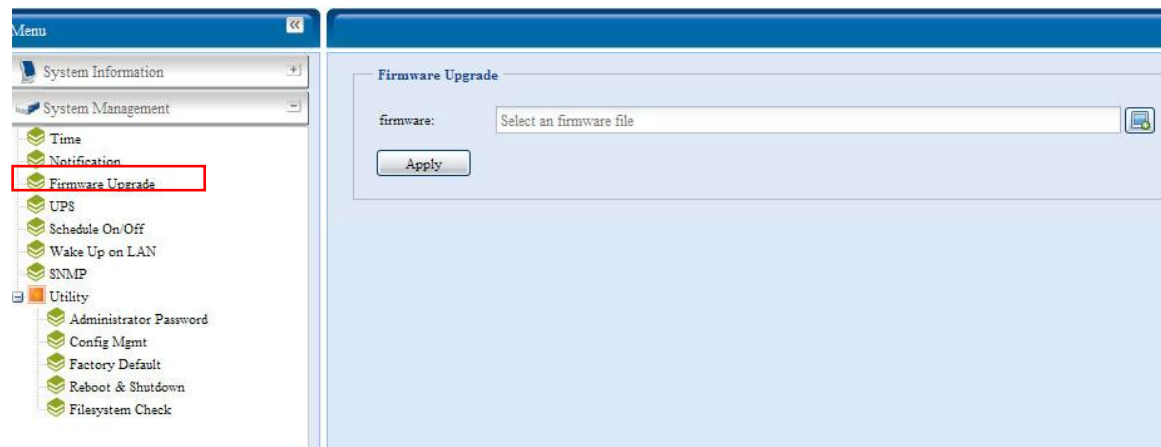 Menu
System Information
System Management
Time
Notification
Firmware Upgrade
UPS
Schedule On/Off
Wake Up on LAN
SNMP
Utility
Administrator Password
Config Mgmt
Factory Default
Reboot & Shutdown
Filesystem Check
Firmware Upgrade
firmware: Select an firmware file
Apply